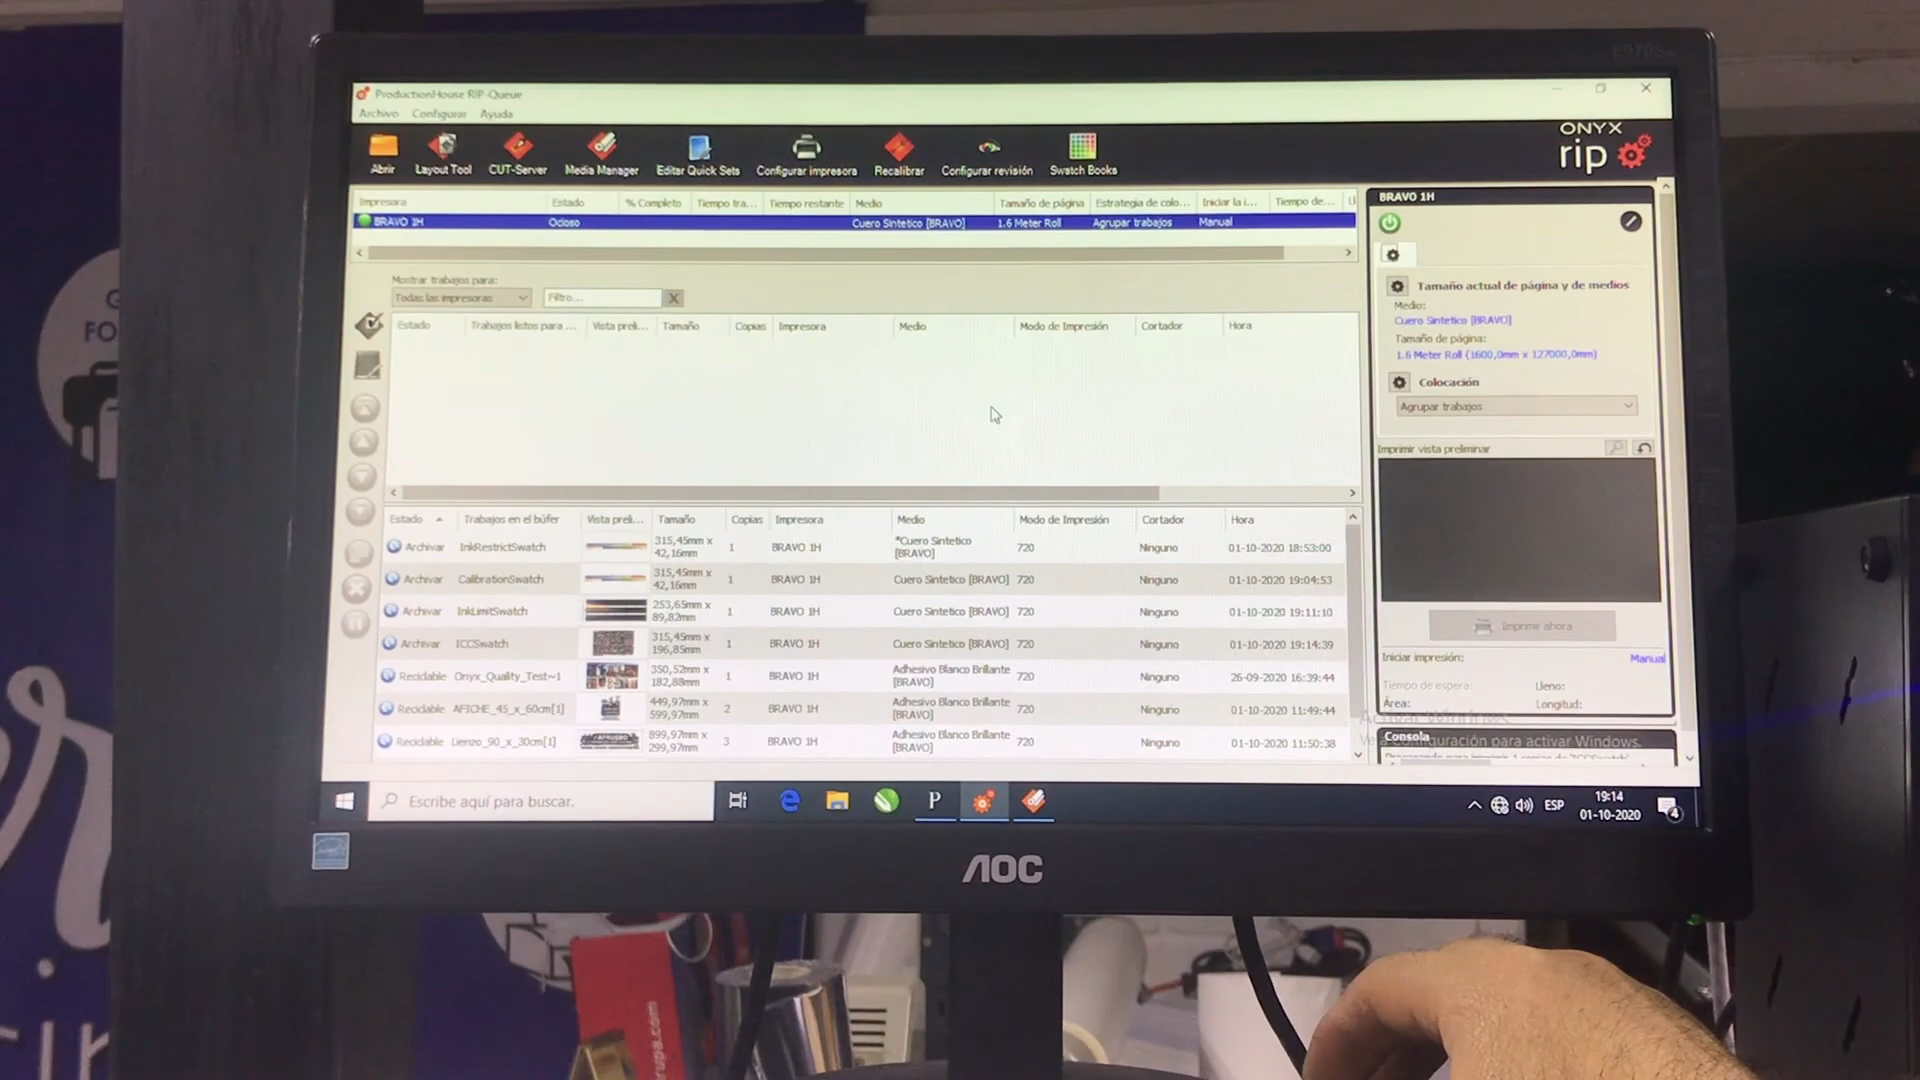 ProductionHouse RIP-Queue
Archivo Configurar Ayuda
Abrir Layout Tool CUT-Server Media Manager Editar Quick Sets Configurar impresora Recalibrar Configurar revisión Swatch Books
ONYX
rip
Impresora Estado % Completo Tiempo tra... Tiempo restante Medio Tamaño de página Estrategia de colo... Iniciar la i... Tiempo de...
BRAVO 1H Ocioso Cuero Sintetico [BRAVO] 1.6 Meter Roll Agrupar trabajos Manual
Mostrar trabajos para:
Todas las impresoras Filtro...
Estado Trabajos listos para ... Vista preli... Tamaño Copias Impresora Medio Modo de Impresión Cortador Hora
Estado Trabajos en el búfer Vista preli... Tamaño Copias Impresora Medio Modo de Impresión Cortador Hora
Archivar InkRestrictSwatch 315,45mm x 42,16mm 1 BRAVO 1H *Cuero Sintetico [BRAVO] 720 Ninguno 01-10-2020 18:53:00
Archivar CalibrationSwatch 315,45mm x 42,16mm 1 BRAVO 1H Cuero Sintetico [BRAVO] 720 Ninguno 01-10-2020 19:04:53
Archivar InkLimitSwatch 253,65mm x 89,82mm 1 BRAVO 1H Cuero Sintetico [BRAVO] 720 Ninguno 01-10-2020 19:11:10
Archivar ICCSwatch 315,45mm x 196,85mm 1 BRAVO 1H Cuero Sintetico [BRAVO] 720 Ninguno 01-10-2020 19:14:39
Reciclable Onyx_Quality_Test~1 350,52mm x 182,88mm 1 BRAVO 1H Adhesivo Blanco Brillante [BRAVO] 720 Ninguno 26-09-2020 16:39:44
Reciclable AFICHE_45_x_60cm[1] 449,97mm x 599,97mm 2 BRAVO 1H Adhesivo Blanco Brillante [BRAVO] 720 Ninguno 01-10-2020 11:49:44
Reciclable Lienzo_90_x_30cm[1] 899,97mm x 299,97mm 3 BRAVO 1H Adhesivo Blanco Brillante [BRAVO] 720 Ninguno 01-10-2020 11:50:38
BRAVO 1H
Tamaño actual de página y de medios
Medio:
Cuero Sintetico [BRAVO]
Tamaño de página:
1.6 Meter Roll (1600,0mm x 127000,0mm)
Colocación
Agrupar trabajos
Imprimir vista preliminar
Imprimir ahora
Iniciar impresión: Manual
Tiempo de espera: Lleno:
Área: Longitud:
Activar Windows
Ve a Configuración para activar Windows.
Consola
Escribe aquí para buscar.
P
ESP
19:14
01-10-2020
4
AOC
FO
rupa.com